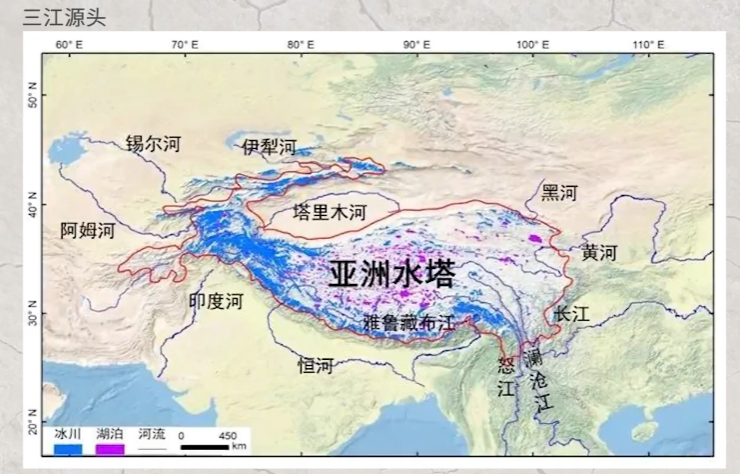 三江源头
60° E 70° E 80° E 90° E 100° E 110° E
50° N
40° N
30° N
20° N
锡尔河
伊犁河
黑河
塔里木河
阿姆河
黄河
亚洲水塔
印度河
长江
雅鲁藏布江
恒河
怒江
澜沧江
冰川 湖泊 河流 0 450
km